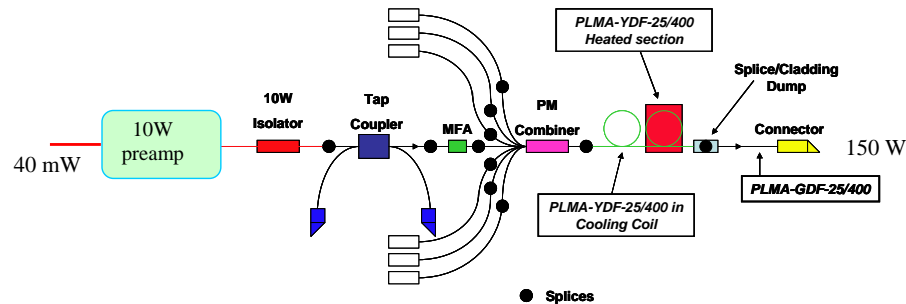 PLMA-YDF-25/400
Heated section
Splice/Cladding
Dump
10W
Isolator
Tap
Coupler
MFA
PM
Combiner
Connector
10W
preamp
40 mW
150 W
PLMA-GDF-25/400
PLMA-YDF-25/400 in
Cooling Coil
Splices